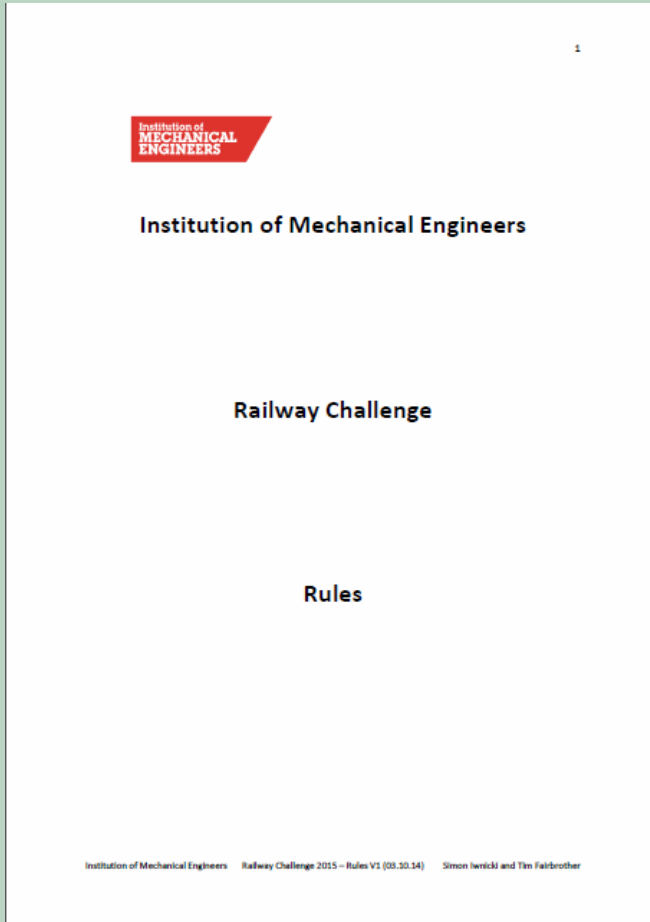 1
Institution of
MECHANICAL
ENGINEERS
Institution of Mechanical Engineers
Railway Challenge
Rules
Institution of Mechanical Engineers Railway Challenge 2015 – Rules V1 (03.10.14) Simon Iwnicki and Tim Fairbrother